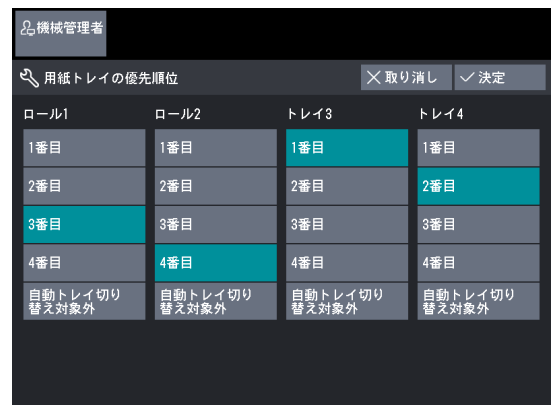 機械管理者
用紙トレイの優先順位
取り消し
決定
ロール1 ロール2 トレイ3 トレイ4
1番目 1番目 1番目 1番目
2番目 2番目 2番目 2番目
3番目 3番目 3番目 3番目
4番目 4番目 4番目 4番目
自動トレイ切り 自動トレイ切り 自動トレイ切り 自動トレイ切り
替え対象外 替え対象外 替え対象外 替え対象外